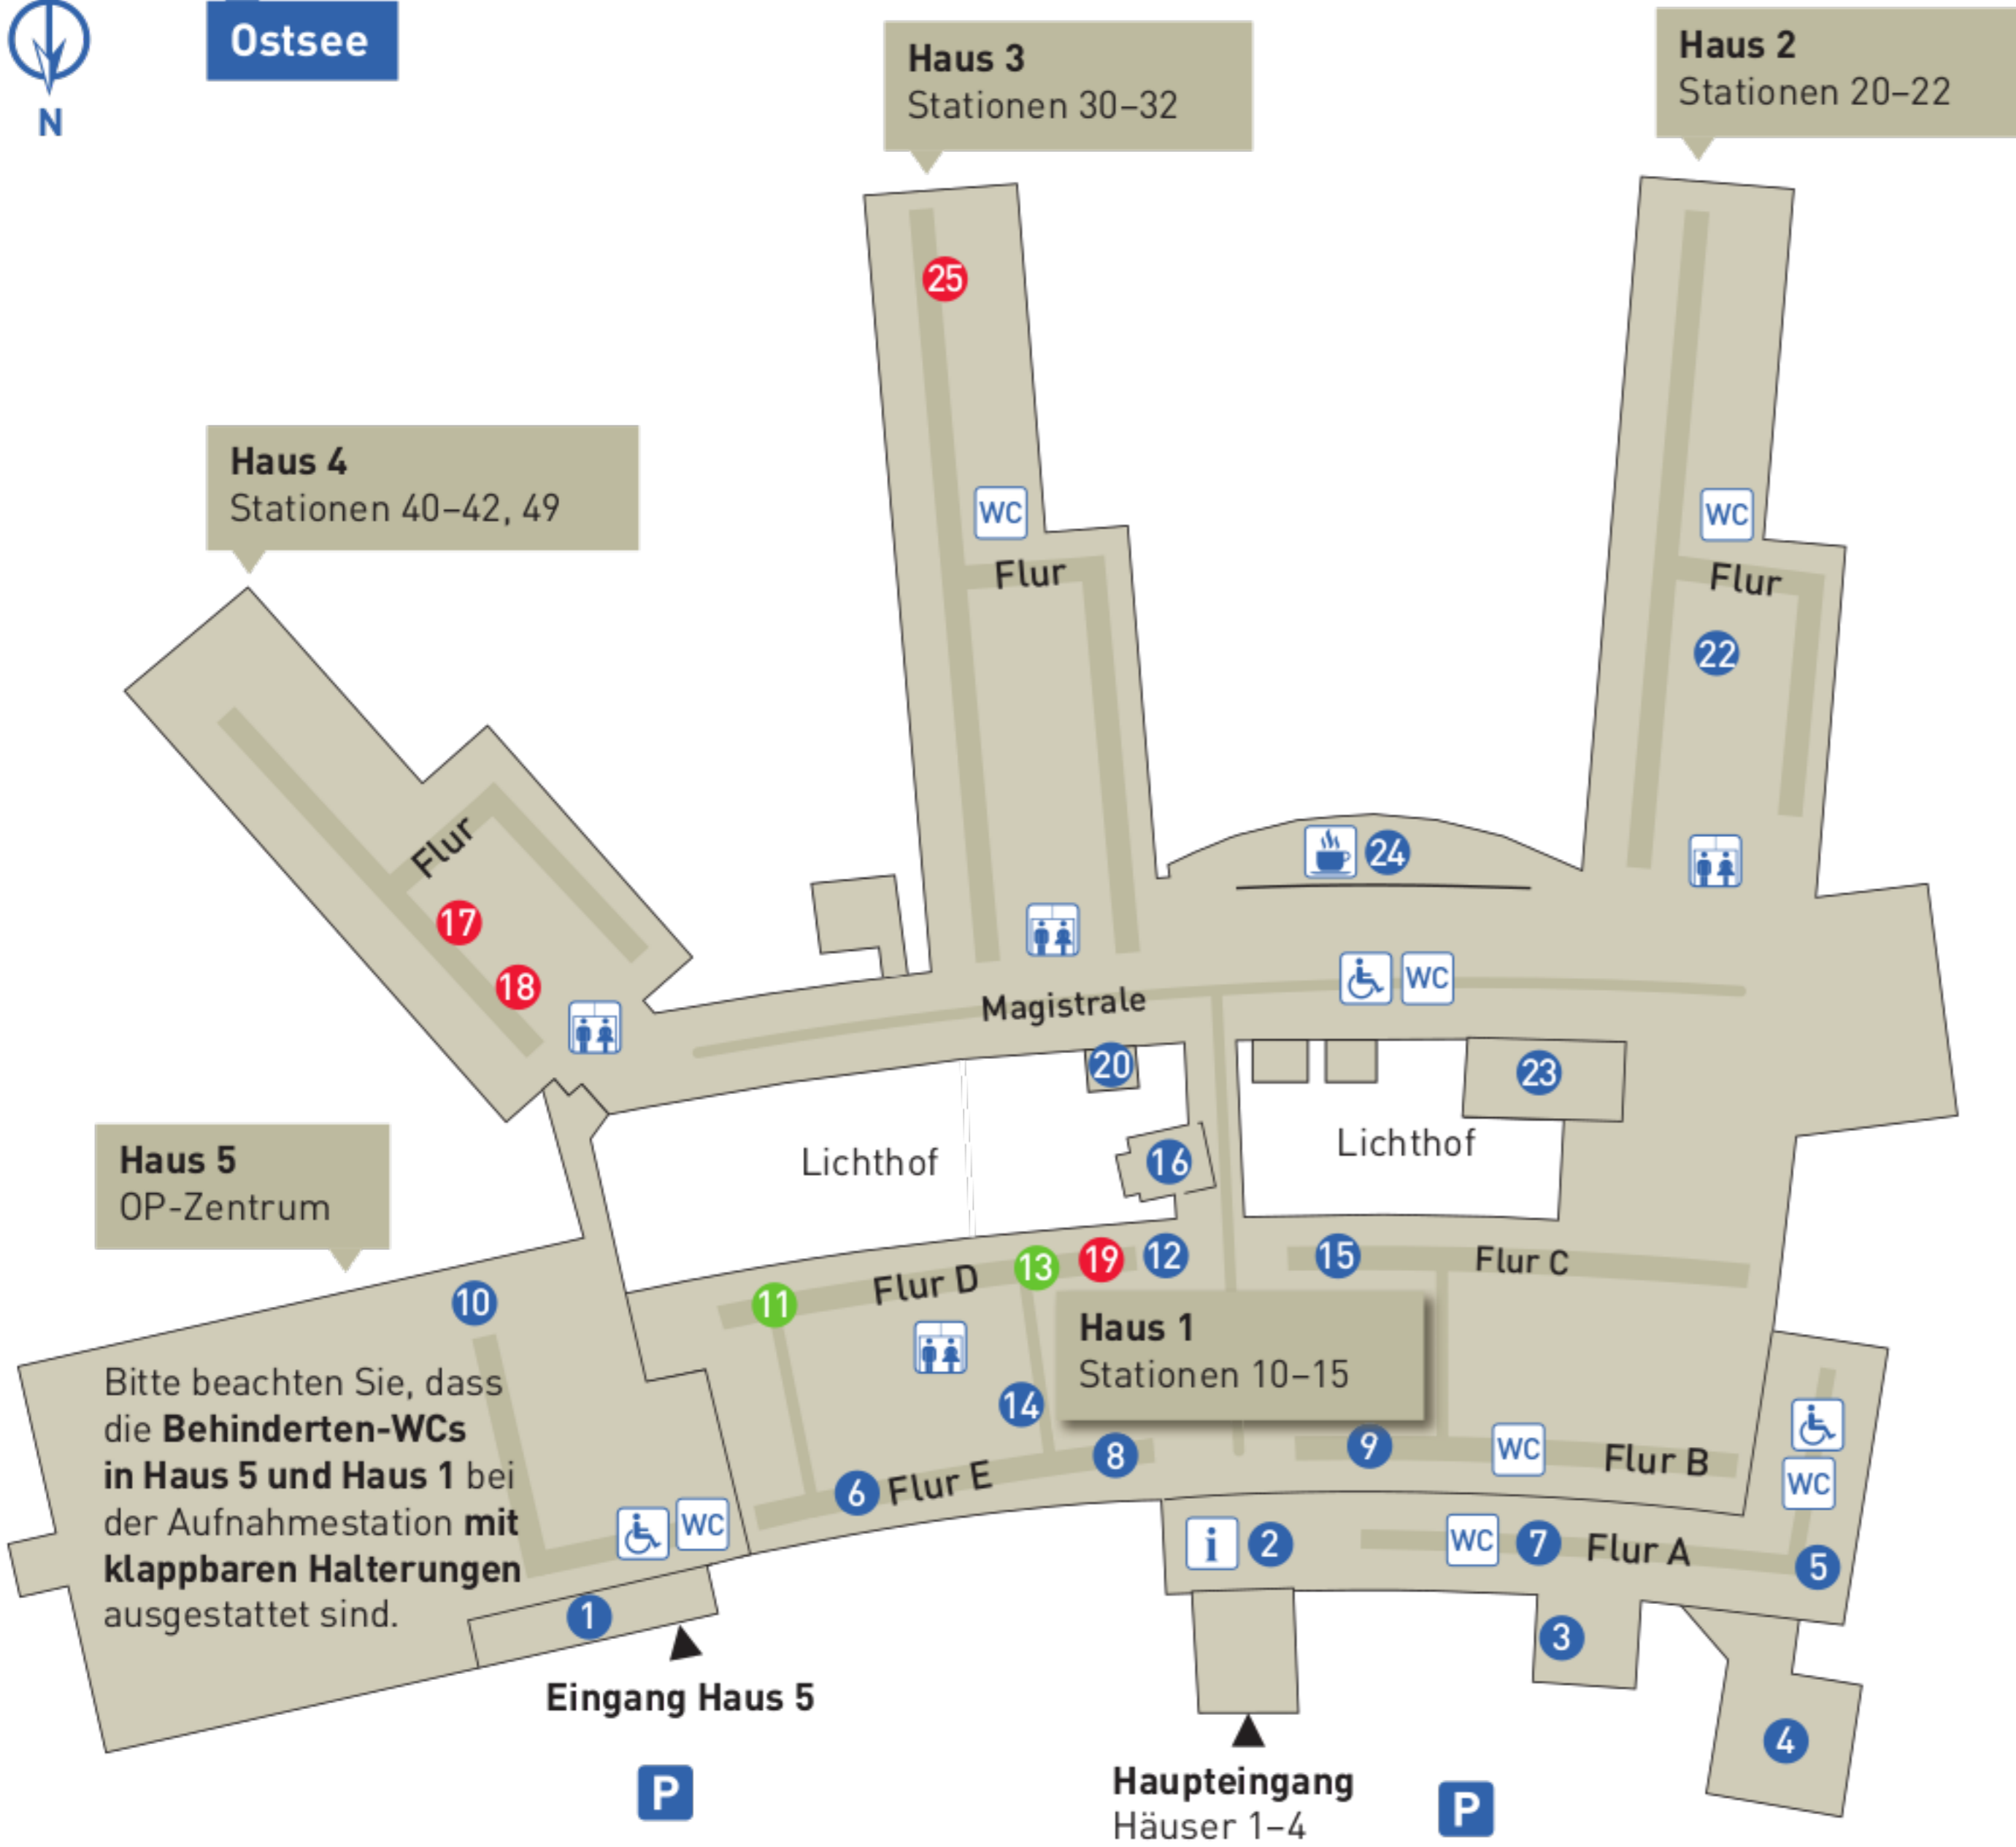 Ostsee
N
Haus 3
Stationen 30–32
Haus 2
Stationen 20–22
25
Haus 4
Stationen 40–42, 49
WC
WC
Flur
Flur
22
Flur
24
17
18
WC
Magistrale
20
23
Haus 5
OP-Zentrum
Lichthof
16
Lichthof
10
11
Flur D
13
19
12
15
Flur C
Haus 1
Stationen 10–15
Bitte beachten Sie, dass
die Behinderten-WCs
in Haus 5 und Haus 1 bei
der Aufnahmestation mit
klappbaren Halterungen
ausgestattet sind.
14
6
Flur E
8
9
WC
Flur B
WC
WC
i
2
WC
7
Flur A
5
1
3
4
Eingang Haus 5
P
Haupteingang
Häuser 1–4
P